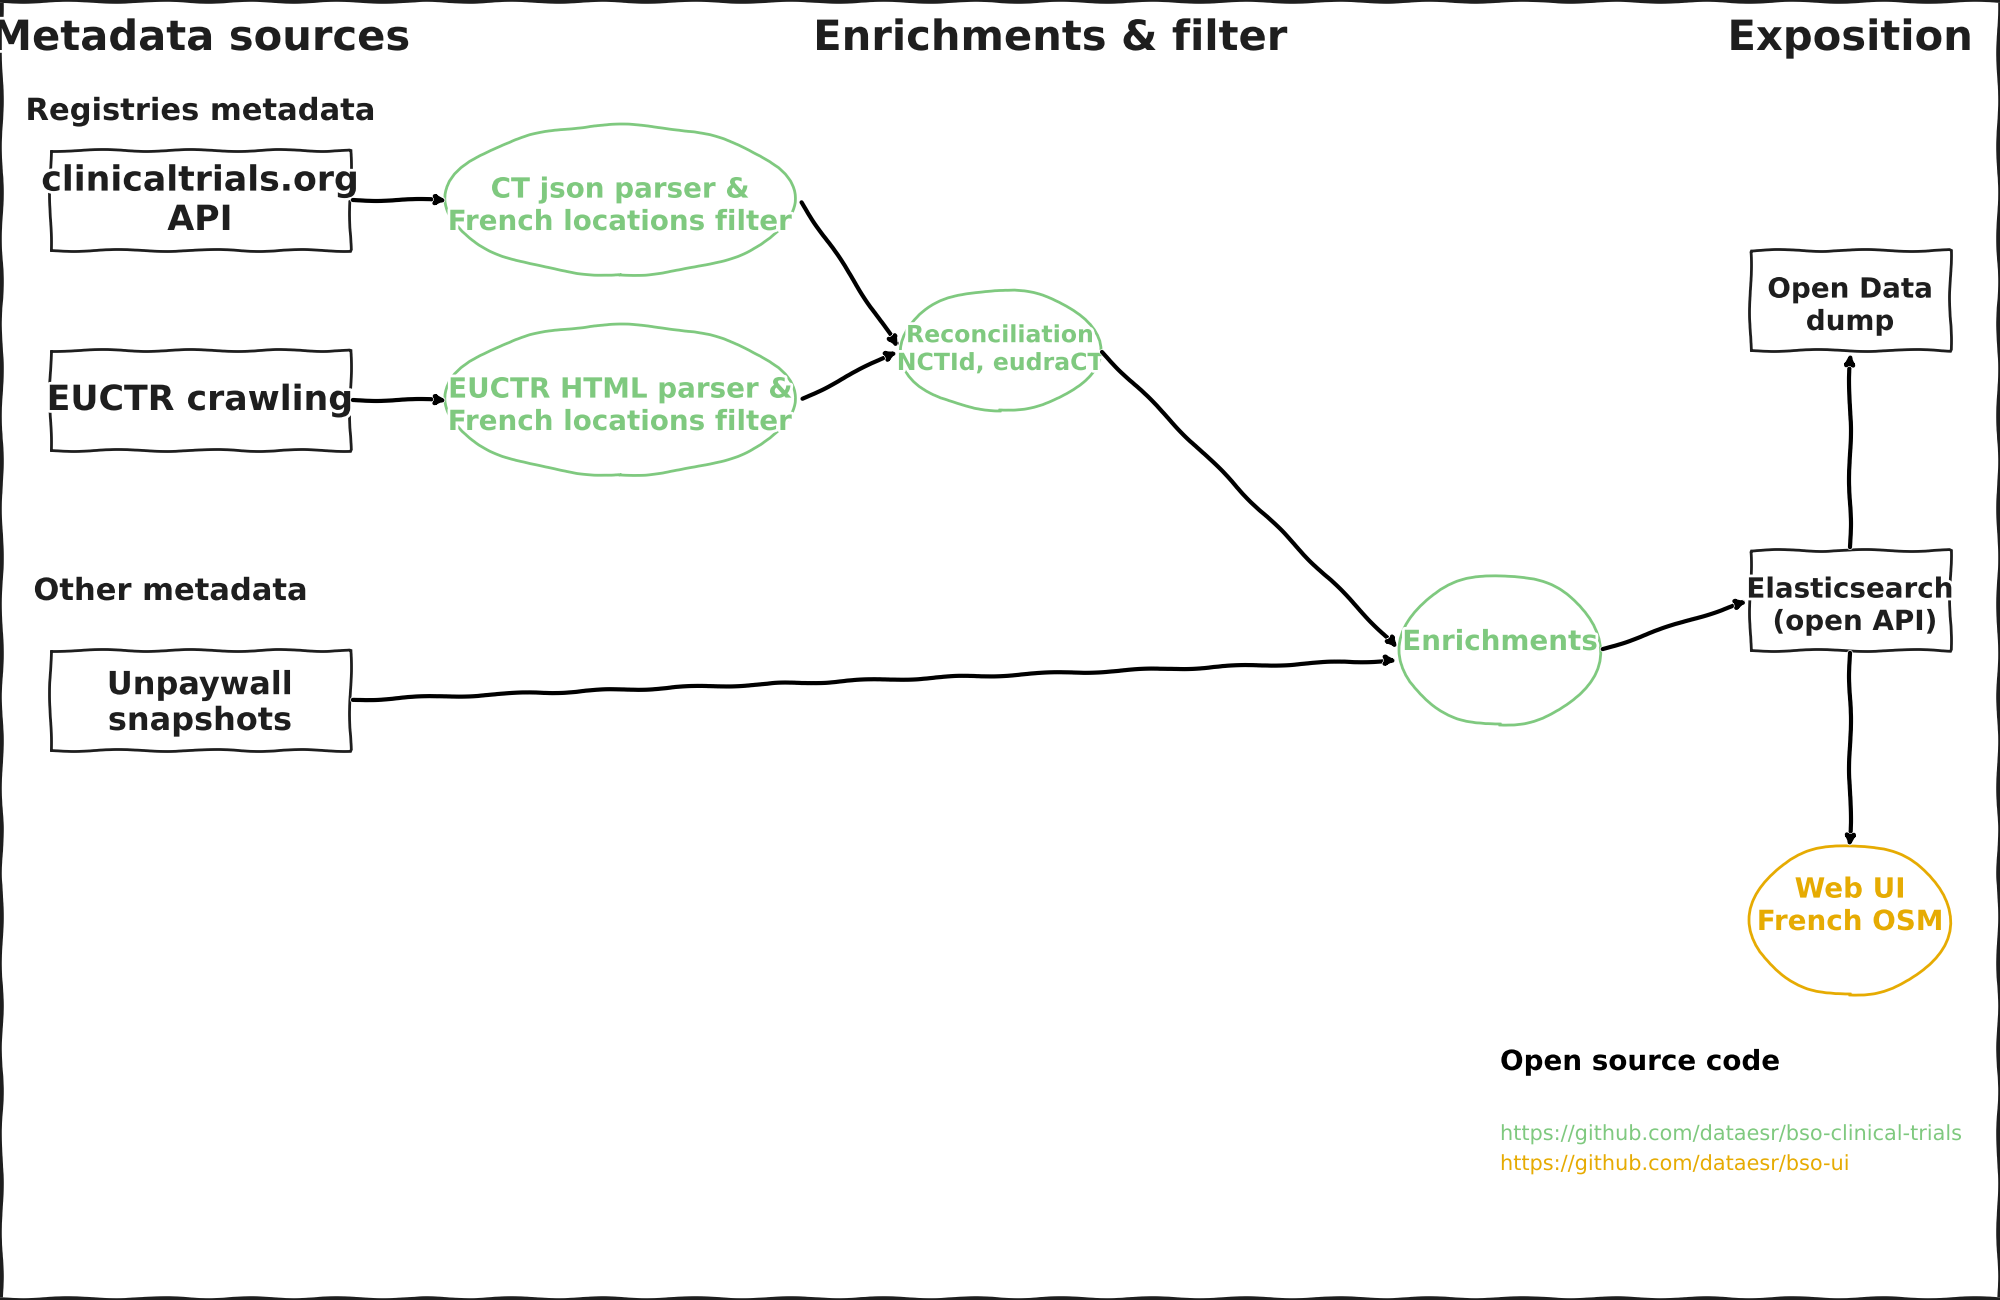 Metadata sources
Enrichments & filter
Exposition
Registries metadata
clinicaltrials.org
API
CT json parser &
French locations filter
EUCTR crawling
EUCTR HTML parser &
French locations filter
Reconciliation
NCTId, eudraCT
Open Data
dump
Other metadata
Unpaywall
snapshots
Enrichments
Elasticsearch
(open API)
Web UI
French OSM
Open source code
https://github.com/dataesr/bso-clinical-trials
https://github.com/dataesr/bso-ui